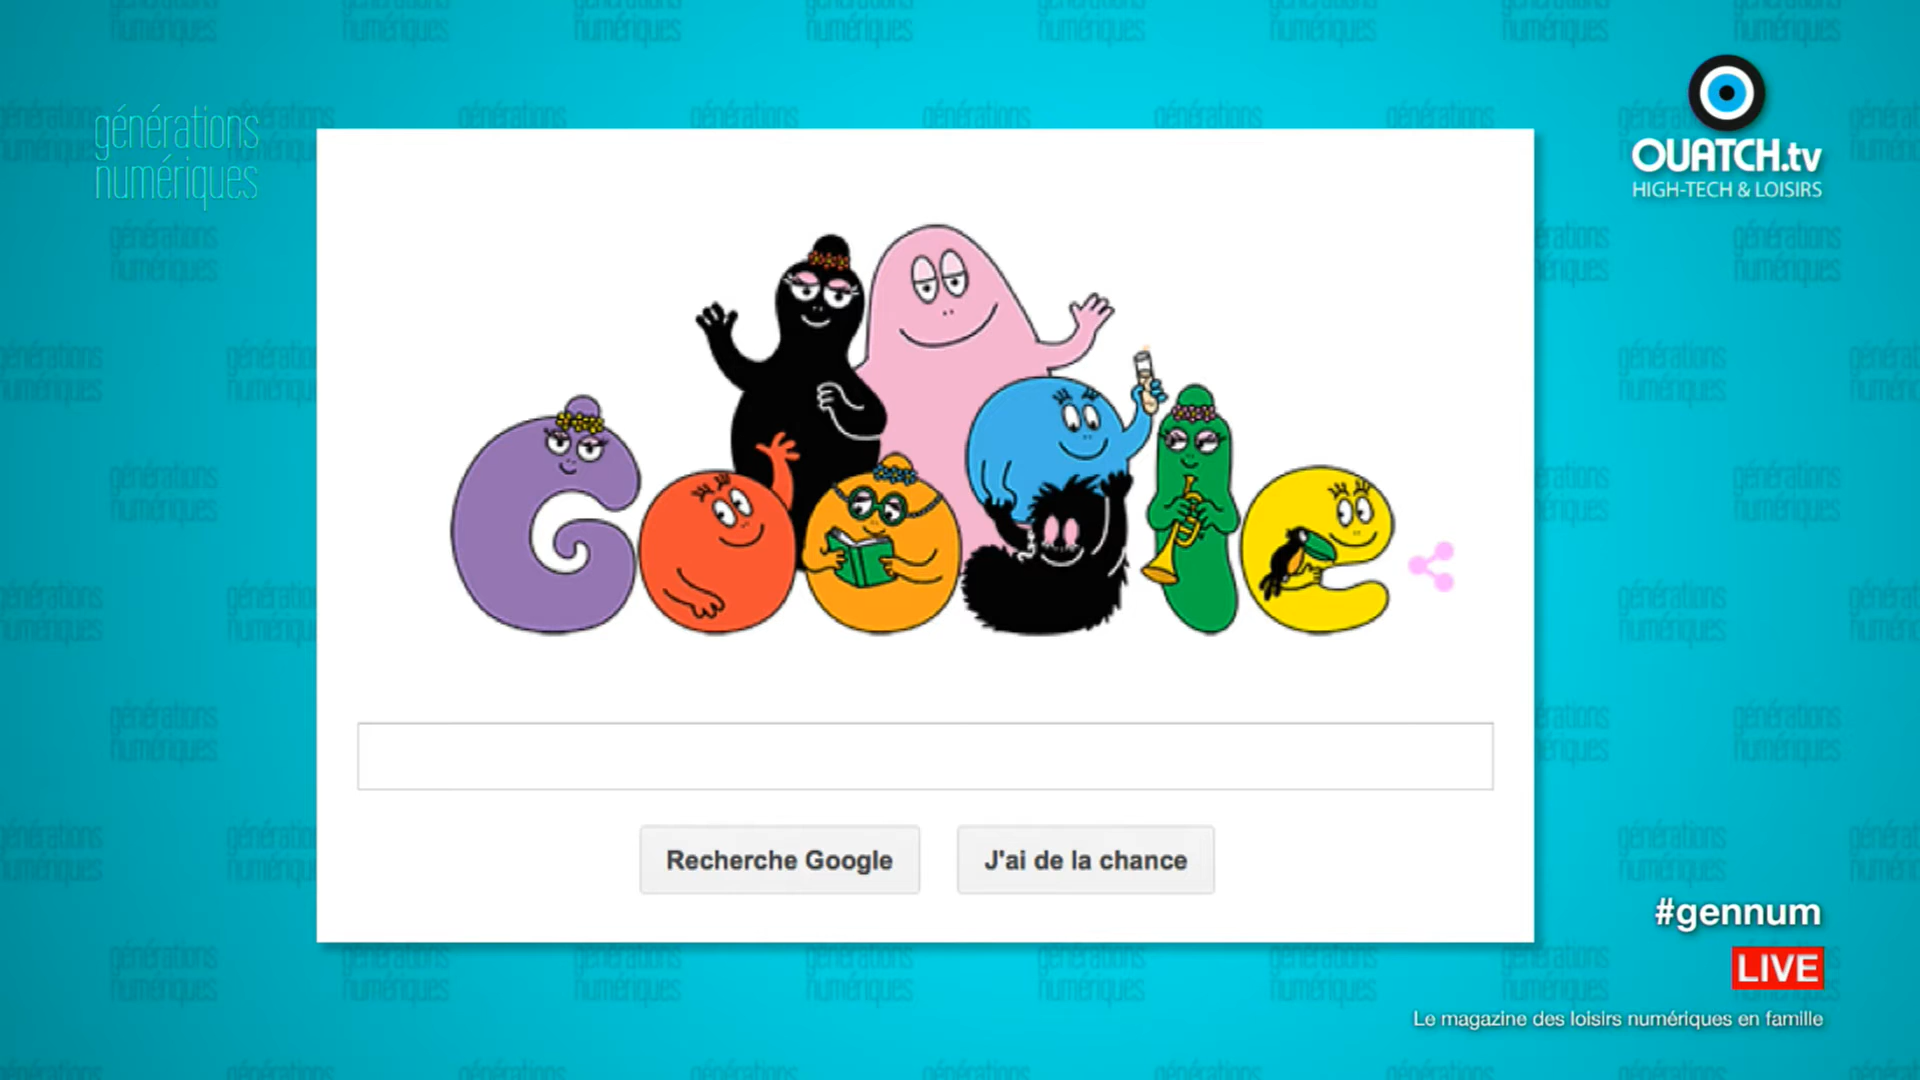 générations
numériques
OUATCH.tv
HIGH-TECH & LOISIRS
Google
Recherche Google
J'ai de la chance
#gennum
LIVE
Le magazine des loisirs numériques en famille